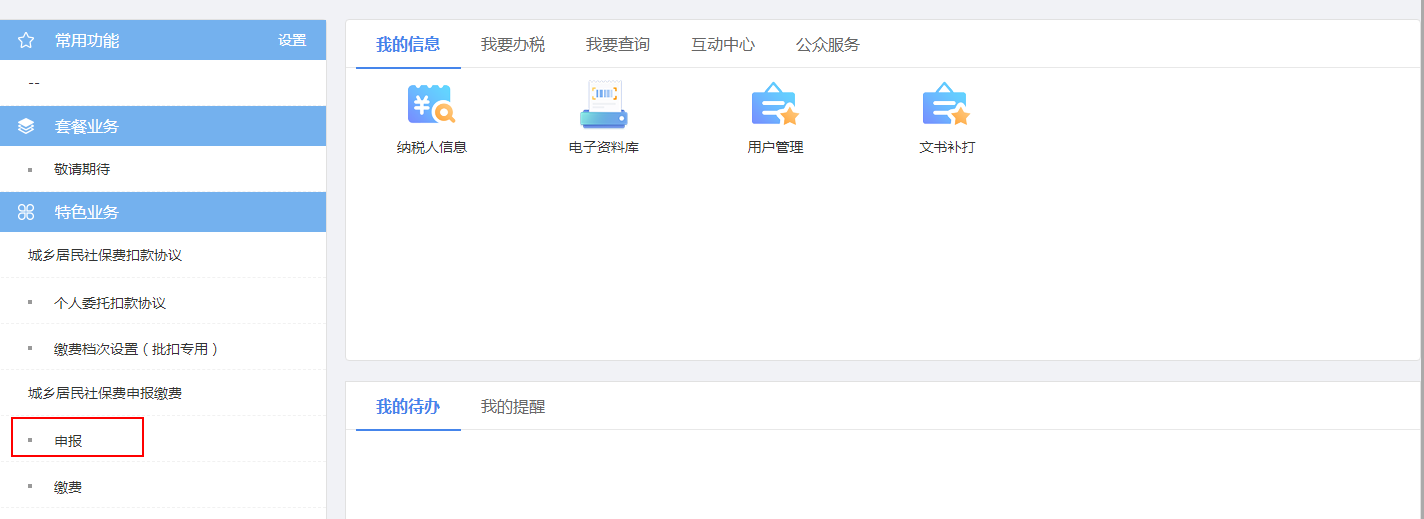 常用功能 设置
--
套餐业务
敬请期待
特色业务
城乡居民社保费扣款协议
个人委托扣款协议
缴费档次设置（批扣专用）
城乡居民社保费申报缴费
申报
缴费
我的信息 我要办税 我要查询 互动中心 公众服务
纳税人信息 电子资料库 用户管理 文书补打
我的待办 我的提醒